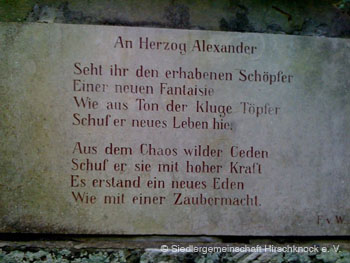 An Herzog Alexander
Seht ihr den erhabenen Schöpfer
Einer neuen Fantaisie
Wie aus Ton der Kluge Töpfer
Schuf er neues Leben hie.
Aus dem Chaos wilder Oeden
Schuf er sie mit hoher Kraft
Es erstand ein neues Eden
Wie mit einer Zaubermacht.
F. v. W.
© Siedlergemeinschaft Hirschknock e. V.